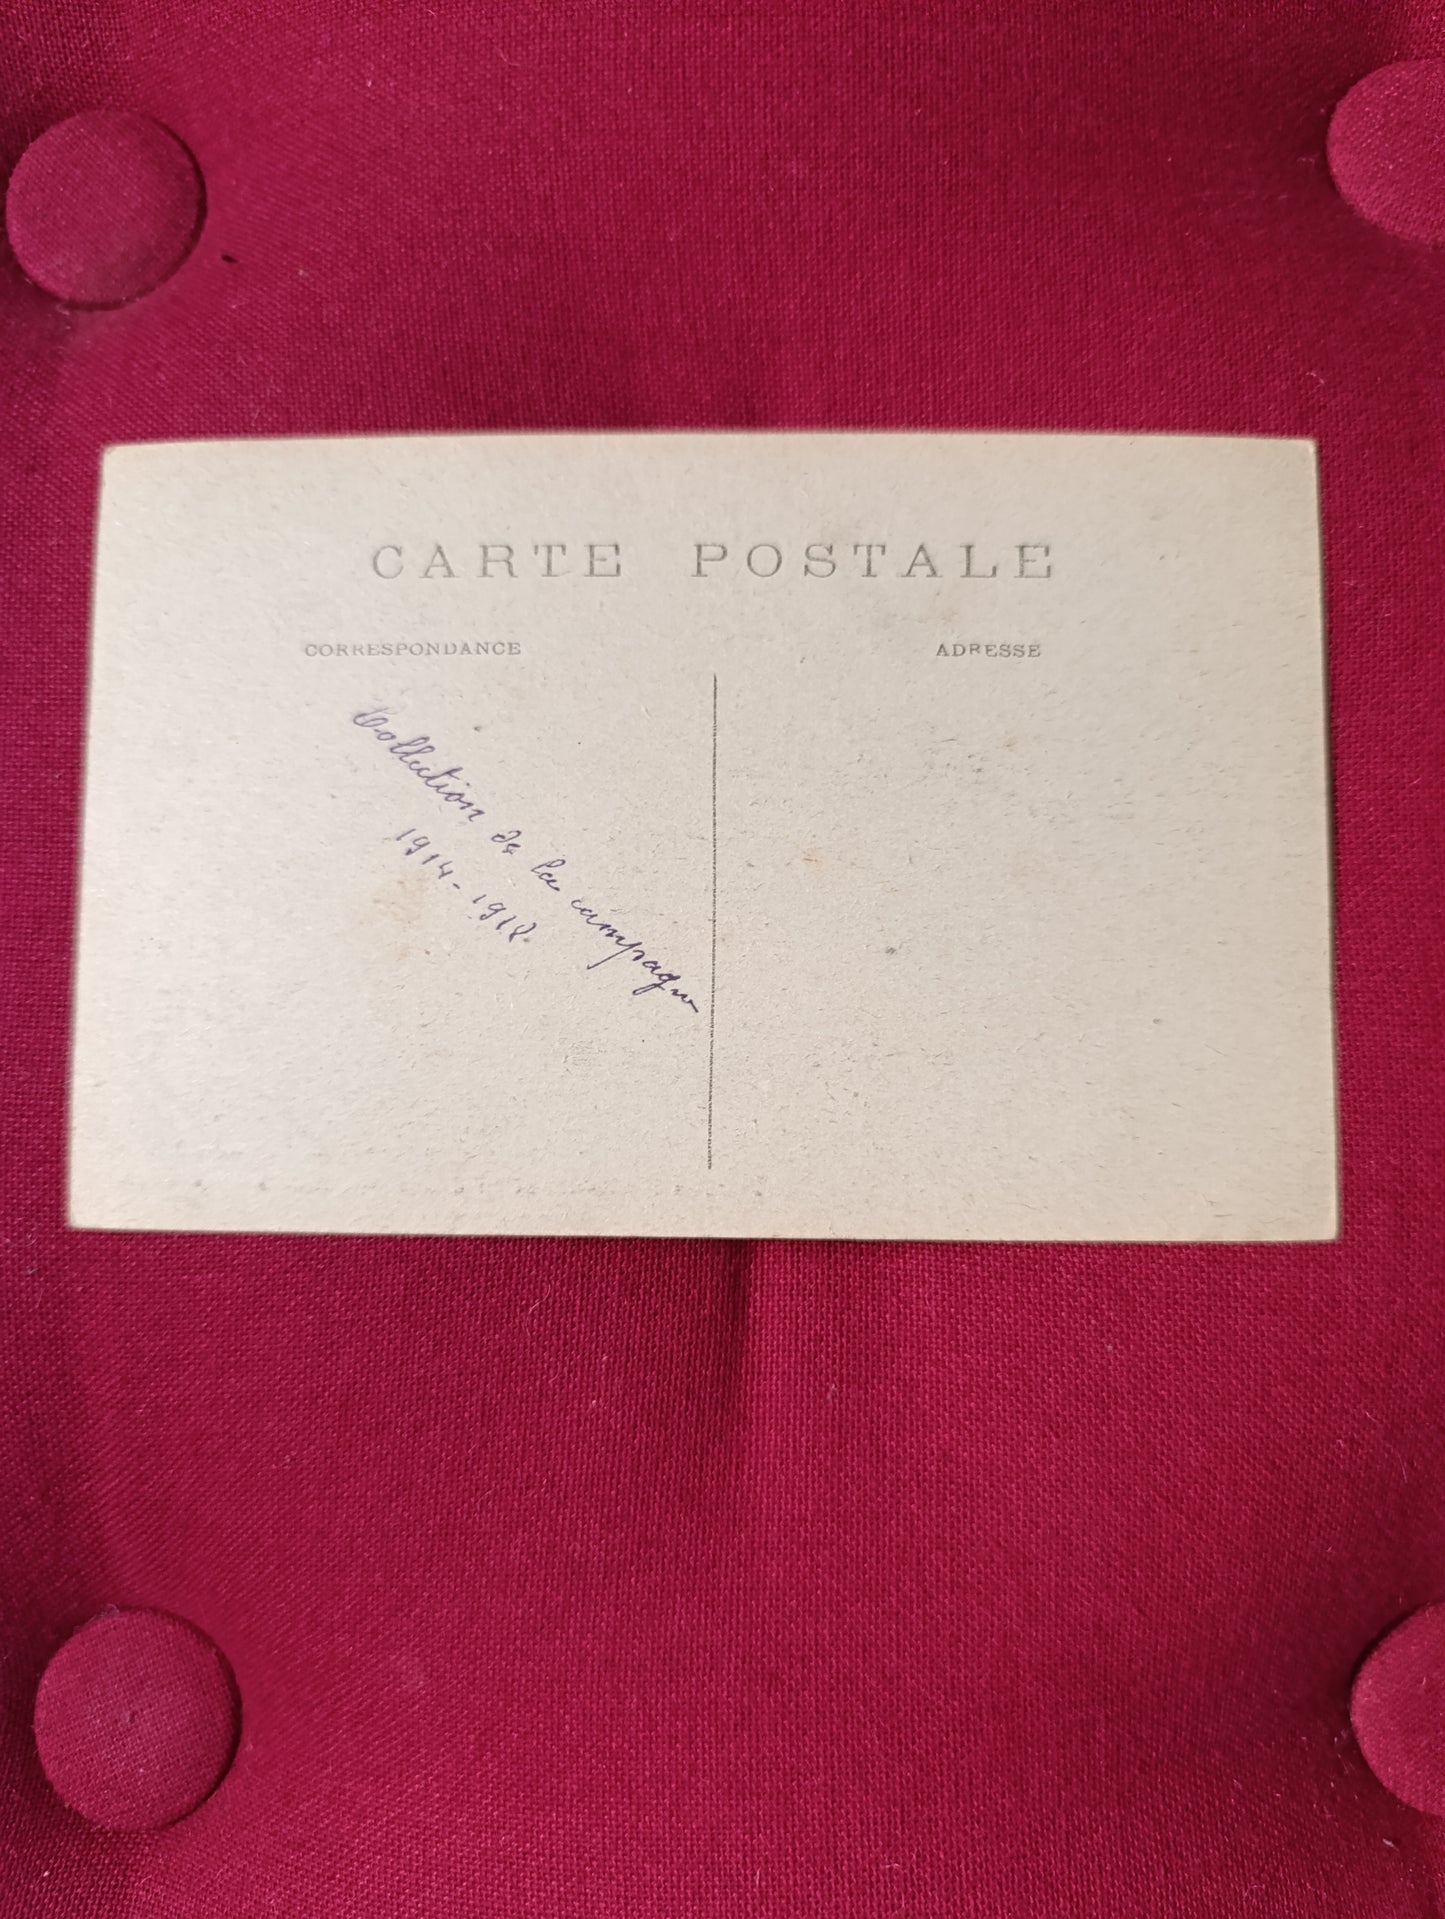 CARTE POSTALE
CORRESPONDANCE
ADRESSE
Collection de la campagne
1914-1918